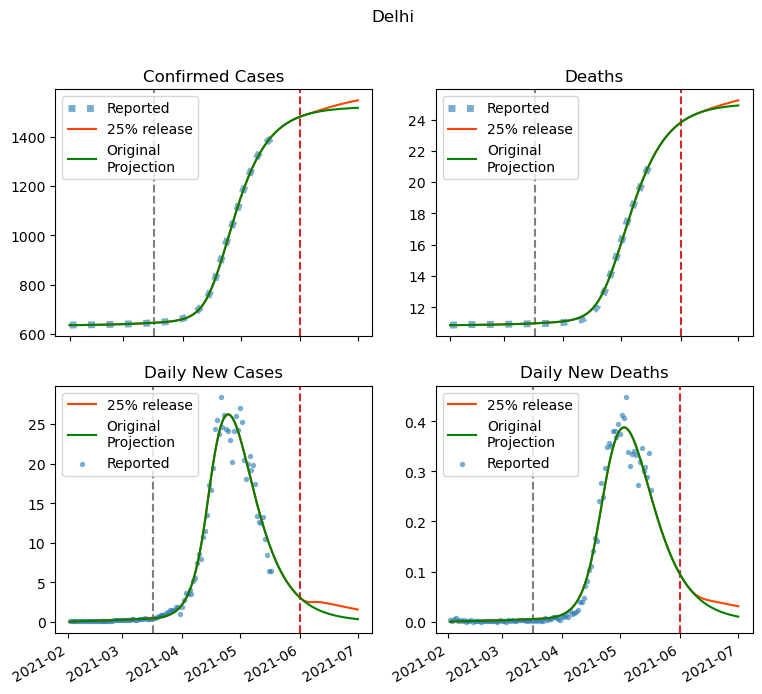 Delhi
Confirmed Cases
Reported
25% release
Original
Projection
1400
1200
1000
800
600
Deaths
Reported
25% release
Original
Projection
24
22
20
18
16
14
12
Daily New Cases
25% release
Original
Projection
Reported
25
20
15
10
5
0
2021-02
2021-03
2021-04
2021-05
2021-06
2021-07
Daily New Deaths
25% release
Original
Projection
Reported
0.4
0.3
0.2
0.1
0.0
2021-02
2021-03
2021-04
2021-05
2021-06
2021-07